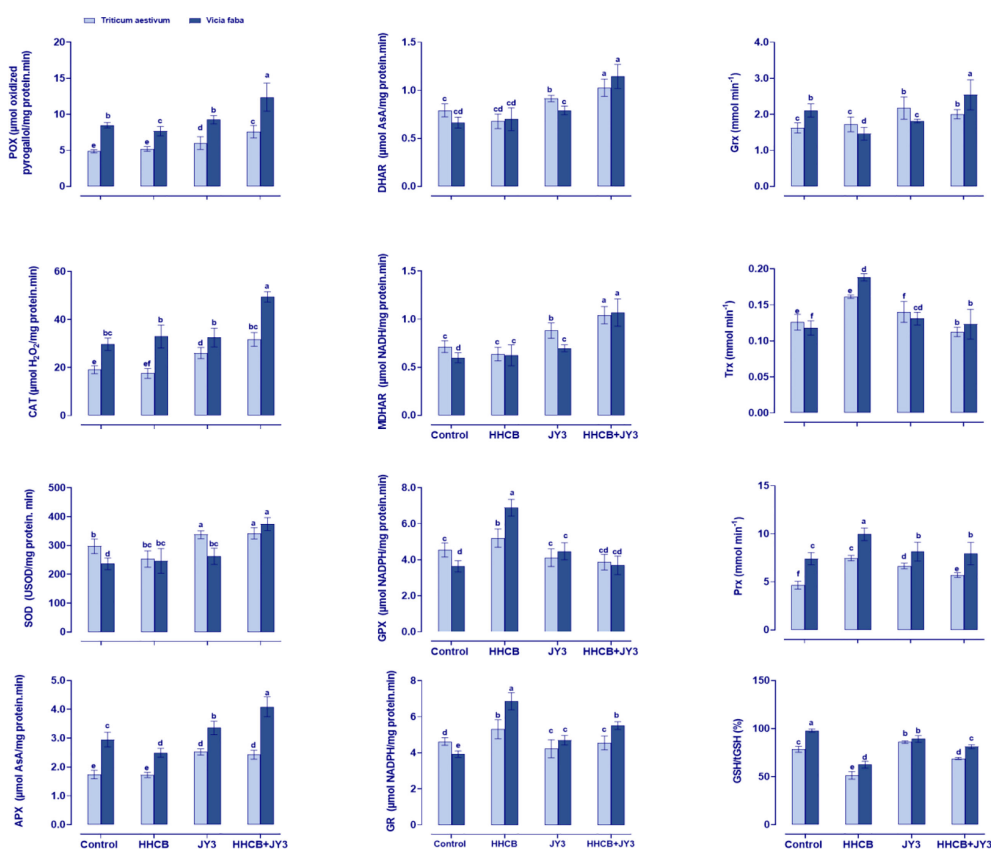 Triticum aestivum
Vicia faba
POX (µmol oxidized
pyrogallol/mg protein.min)
20
15
10
5
0
e b e c d b c a
DHAR (µmol AsA/mg protein.min)
1.5
1.0
0.5
0.0
c cd cd cd b c a a
Grx (mmol min⁻¹)
4.0
3.0
2.0
1.0
0.0
c b c d b c b a
CAT (µmol H₂O₂/mg protein.min)
60
40
20
0
e bc ef b d b bc a
MDHAR (µmol NADH/mg protein.min)
1.5
1.0
0.5
0.0
c c c c b c a a
Control HHCB JY3 HHCB+JY3
Trx (mmol min⁻¹)
0.20
0.15
0.10
0.05
0.00
e f e d f cd b b
SOD (USOD/mg protein. min)
500
400
300
200
100
0
b d bc bc a b a a
GPX (µmol NADPH/mg protein.min)
8.0
6.0
4.0
2.0
0.0
c d b a c c cd cd
Control HHCB JY3 HHCB+JY3
Prx (mmol min⁻¹)
15
10
5
0
f c c a d b e b
APX (µmol AsA/mg protein.min)
5.0
4.0
3.0
2.0
1.0
0.0
e c e d d b d a
Control HHCB JY3 HHCB+JY3
GR (µmol NADPH/mg protein.min)
8
6
4
2
0
d e b a c c c b
Control HHCB JY3 HHCB+JY3
GSH/tGSH (%)
150
100
50
0
c a e d b b d c
Control HHCB JY3 HHCB+JY3